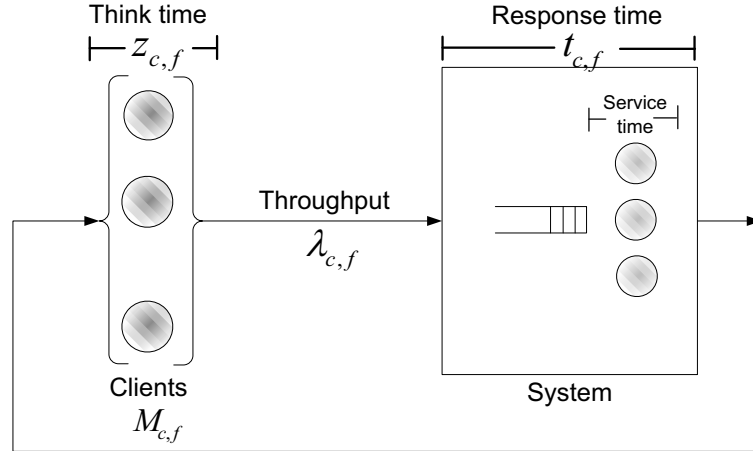 Think time
z_{c,f}
Response time
t_{c,f}
Service
time
Throughput
λ_{c,f}
Clients
M_{c,f}
System